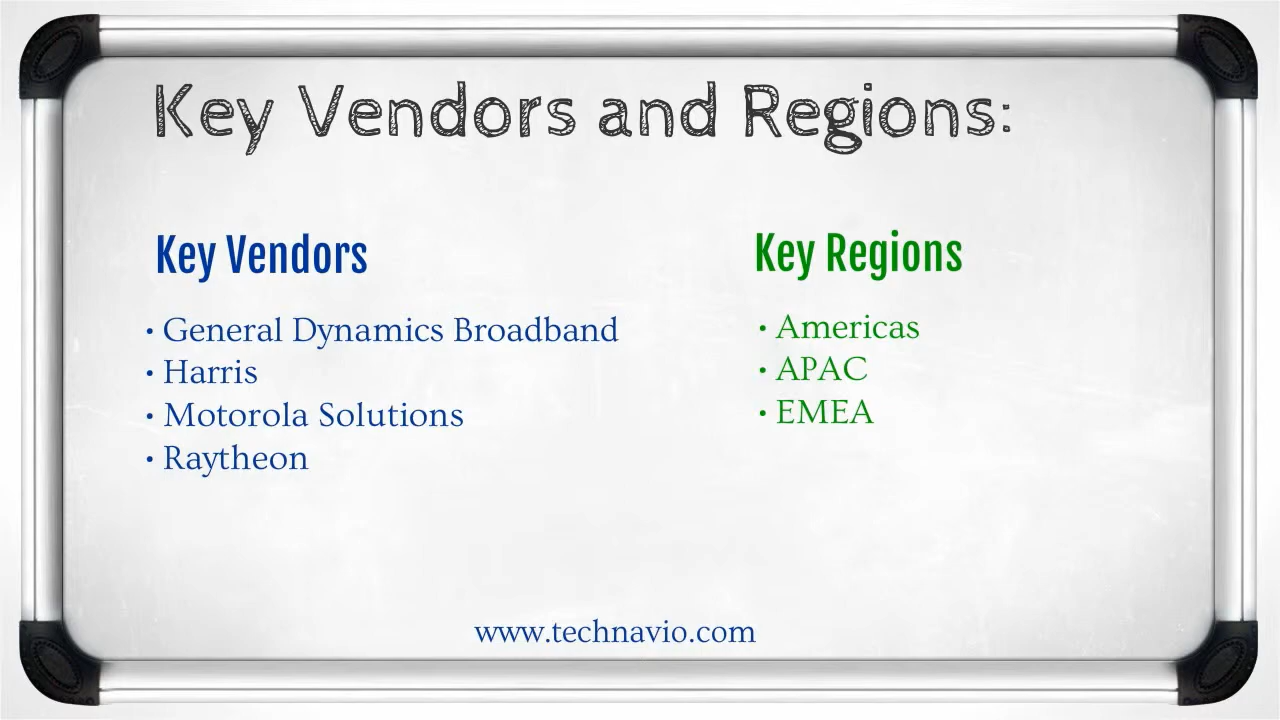 Key Vendors and Regions:
Key Vendors
• General Dynamics Broadband
• Harris
• Motorola Solutions
• Raytheon
Key Regions
• Americas
• APAC
• EMEA
www.technavio.com